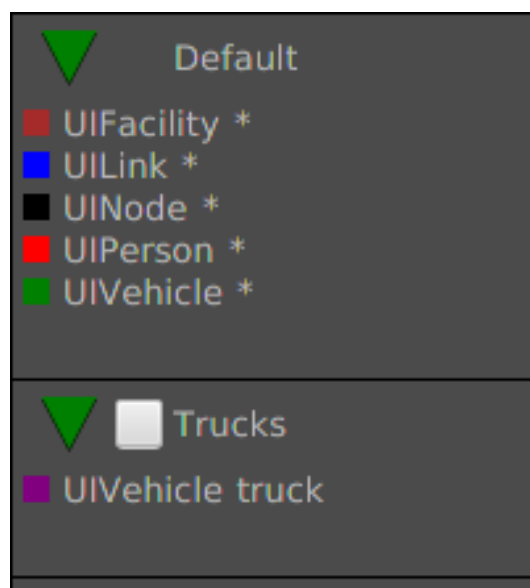 Default
UIFacility *
UILink *
UINode *
UIPerson *
UIVehicle *
Trucks
UIVehicle truck